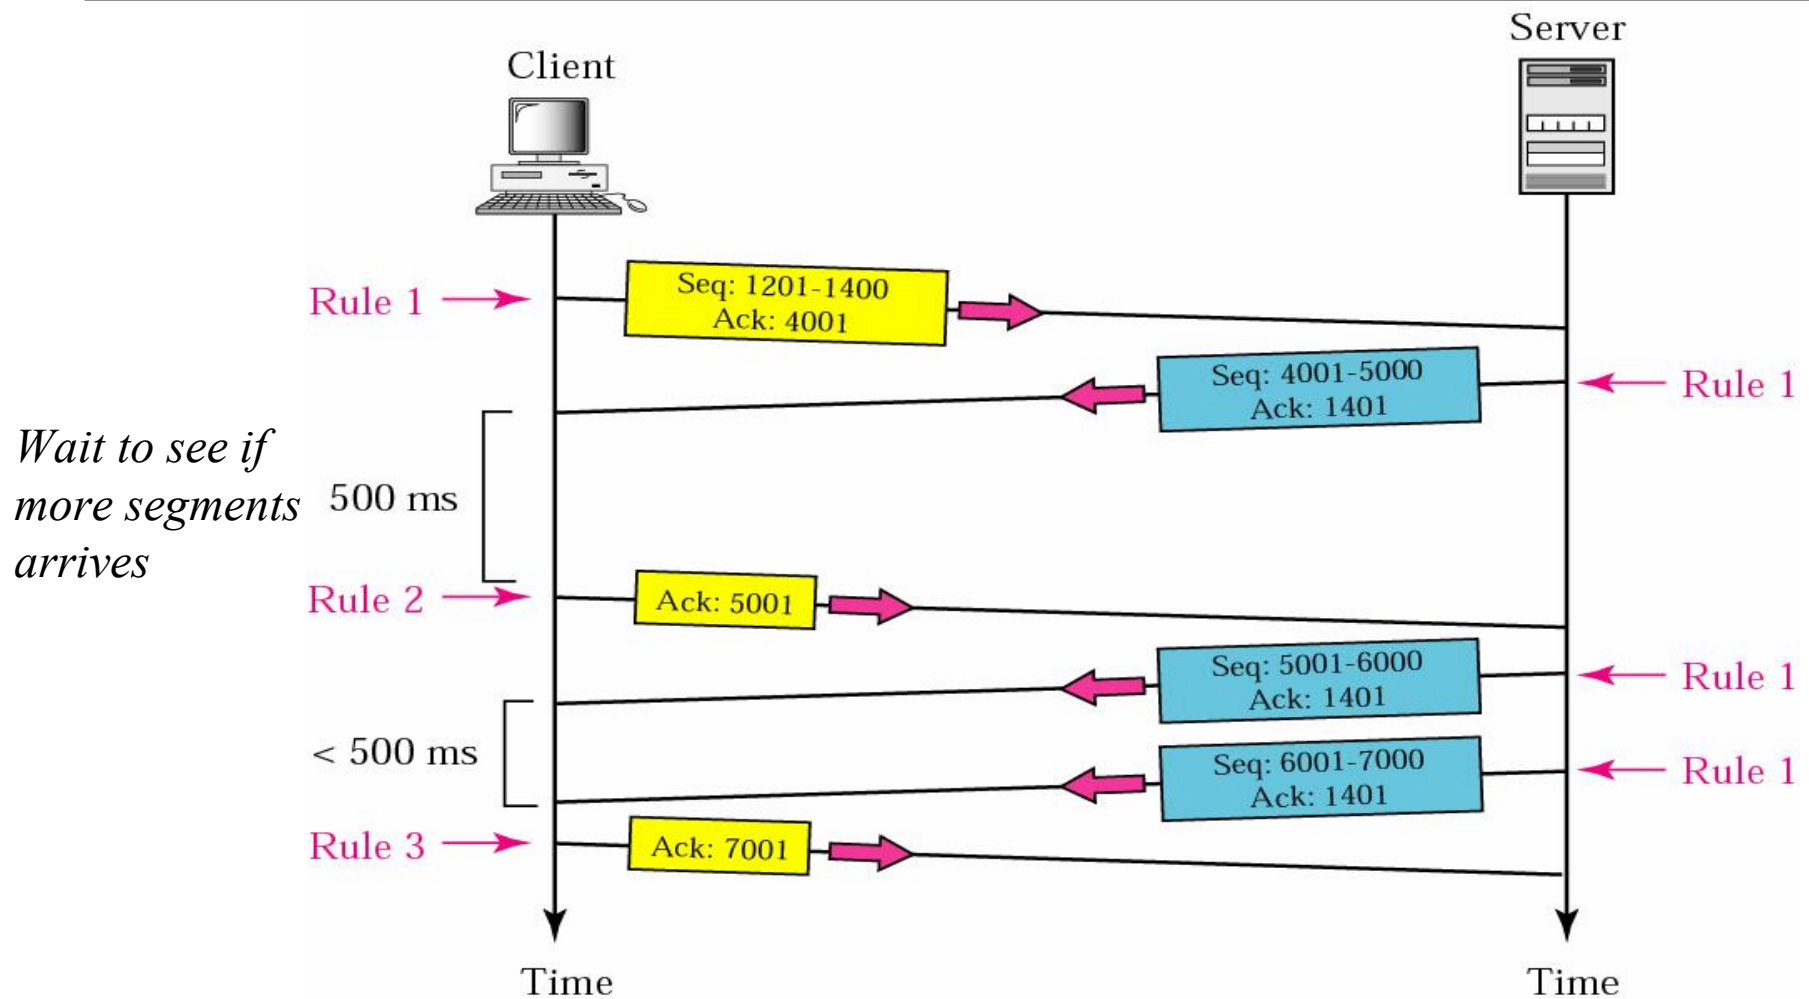 Server
Client
Rule 1
Seq: 1201-1400
Ack: 4001
Seq: 4001-5000
Ack: 1401
Rule 1
Wait to see if
more segments
arrives
500 ms
Rule 2
Ack: 5001
Seq: 5001-6000
Ack: 1401
Rule 1
< 500 ms
Seq: 6001-7000
Ack: 1401
Rule 1
Rule 3
Ack: 7001
Time
Time